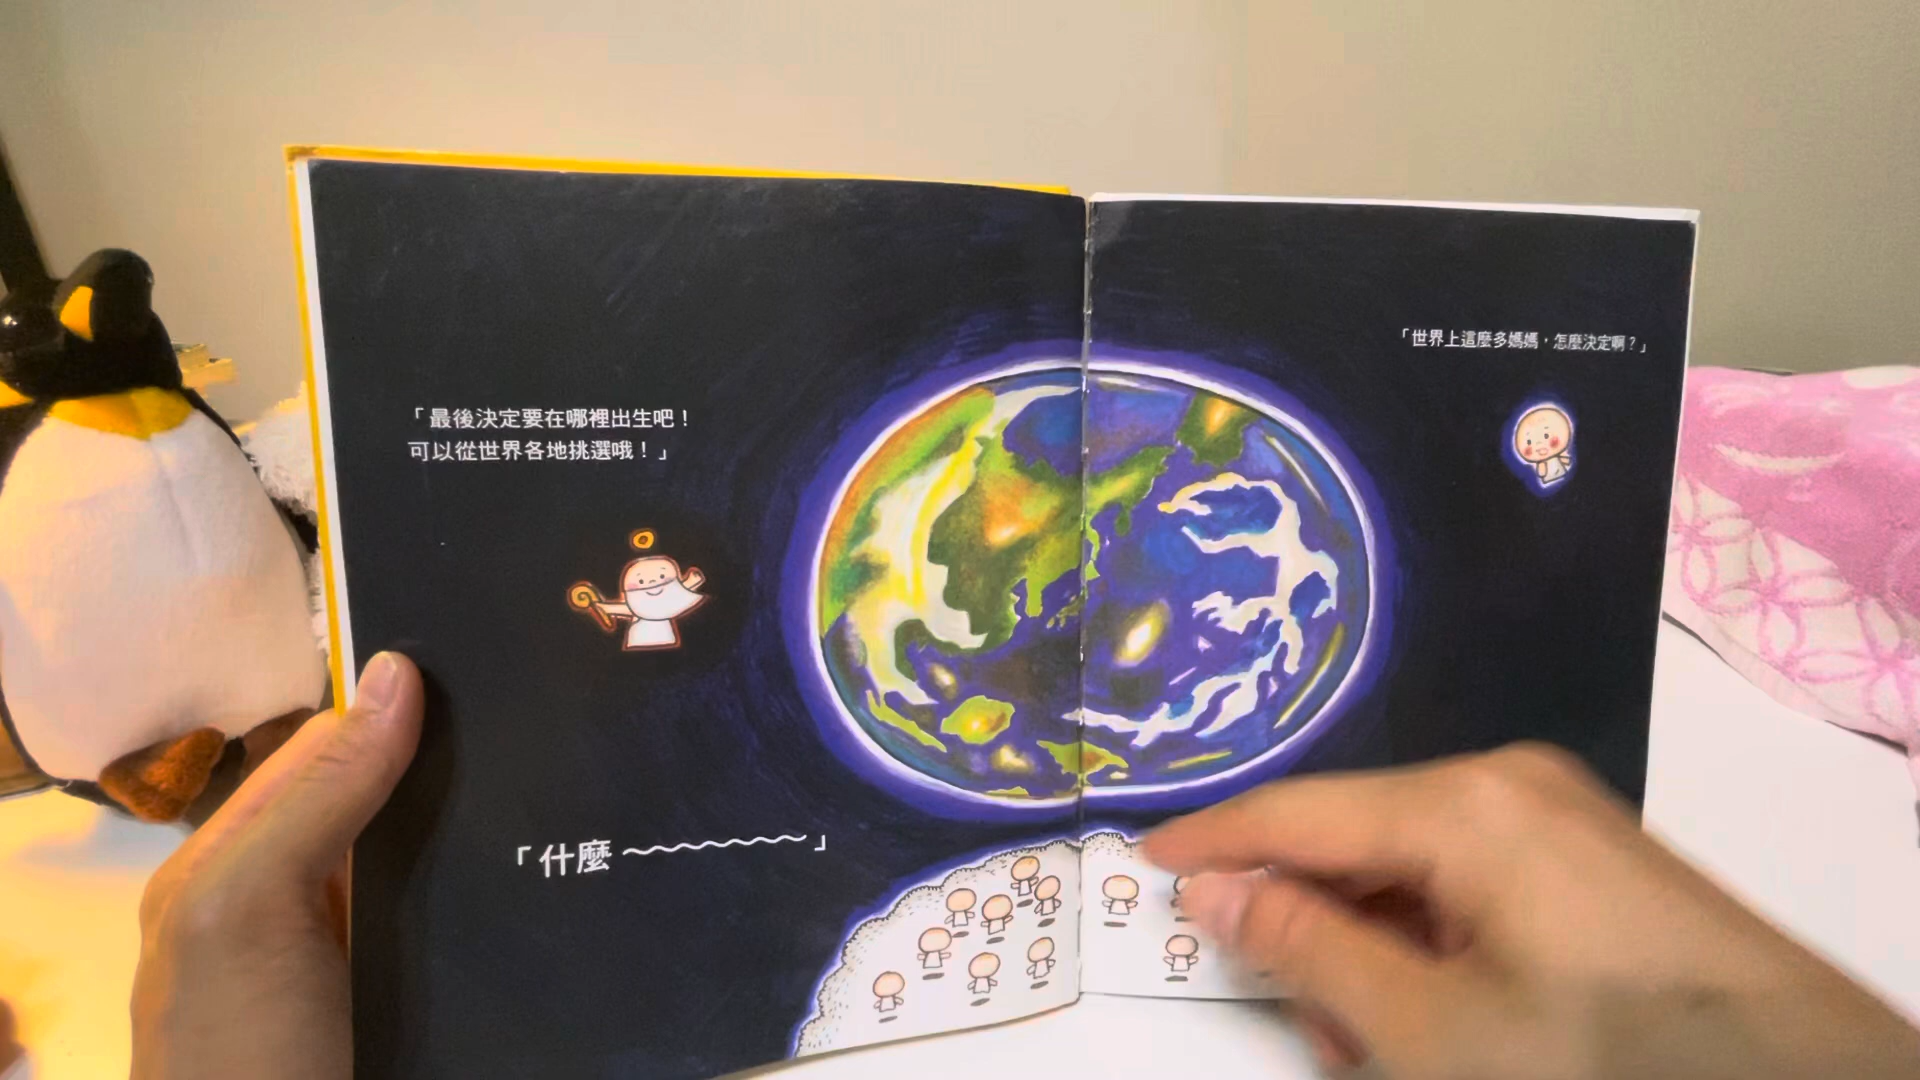 「最後決定要在哪裡出生吧！
可以從世界各地挑選哦！」
「什麼～～～～～～」
「世界上這麼多媽媽，怎麼決定啊？」